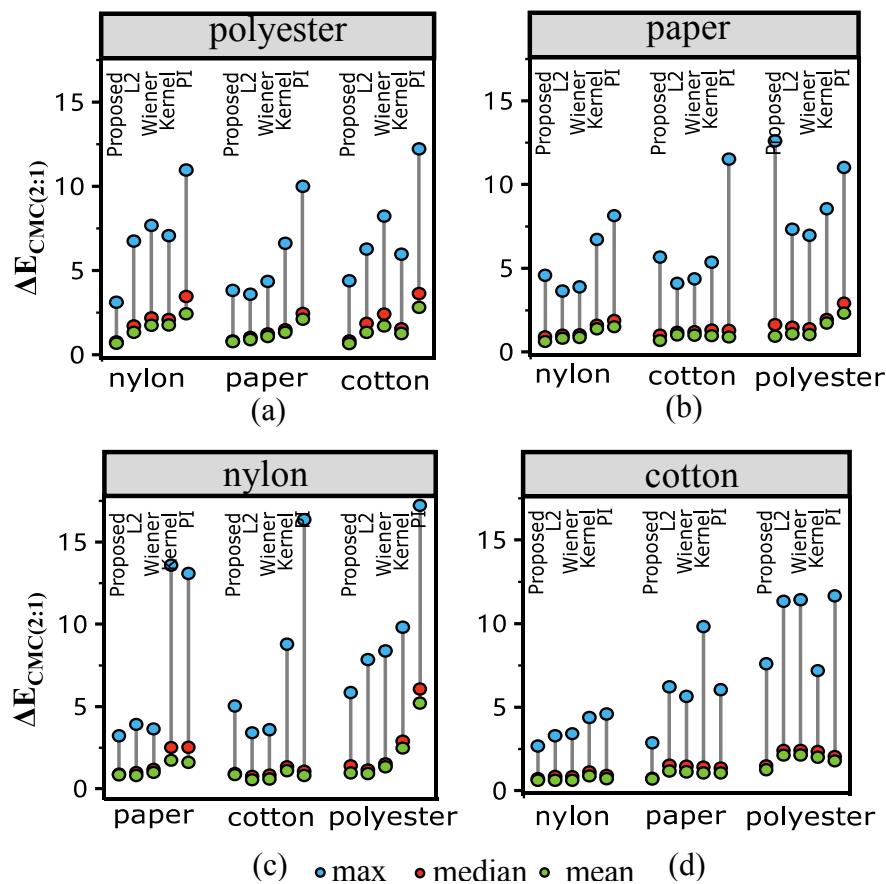 polyester
paper
Proposed
L2
Wiener
Kernel
PI
Proposed
L2
Wiener
Kernel
PI
Proposed
L2
Wiener
Kernel
PI
Proposed
L2
Wiener
Kernel
PI
Proposed
L2
Wiener
Kernel
PI
Proposed
L2
Wiener
Kernel
PI
ΔE_CMC(2:1)
15
10
5
0
15
10
5
0
nylon paper cotton
nylon cotton polyester
(a)
(b)
nylon
cotton
Proposed
L2
Wiener
Kernel
PI
Proposed
L2
Wiener
Kernel
PI
Proposed
L2
Wiener
Kernel
PI
Proposed
L2
Wiener
Kernel
PI
Proposed
L2
Wiener
Kernel
PI
Proposed
L2
Wiener
Kernel
PI
ΔE_CMC(2:1)
15
10
5
0
15
10
5
0
paper cotton polyester
nylon paper polyester
(c) max median mean (d)